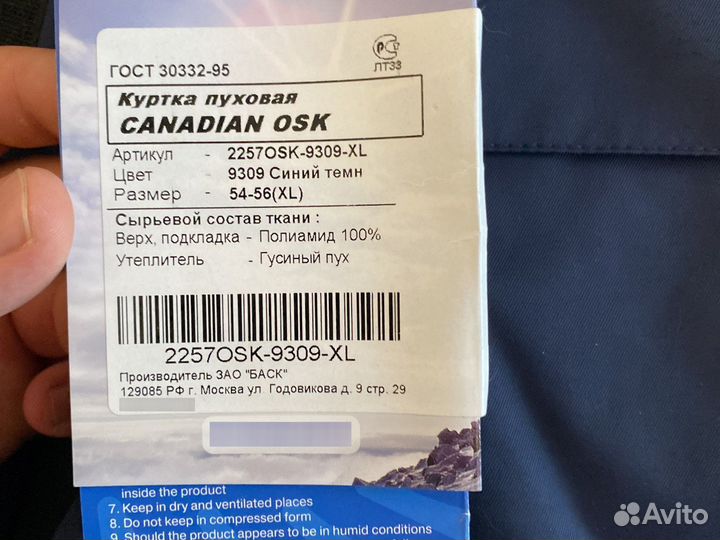 ГОСТ 30332-95
РС
ЛТ33
Куртка пуховая
CANADIAN OSK
Артикул - 2257OSK-9309-XL
Цвет - 9309 Синий темн
Размер - 54-56(XL)
Сырьевой состав ткани :
Верх, подкладка - Полиамид 100%
Утеплитель - Гусиный пух
2257OSK-9309-XL
Производитель ЗАО "БАСК"
129085 РФ г. Москва ул Годовикова д. 9 стр. 29
inside the product
7. Keep in dry and ventilated places
8. Do not keep in compressed form
9. Should the product appears to be in humid conditions
Avito